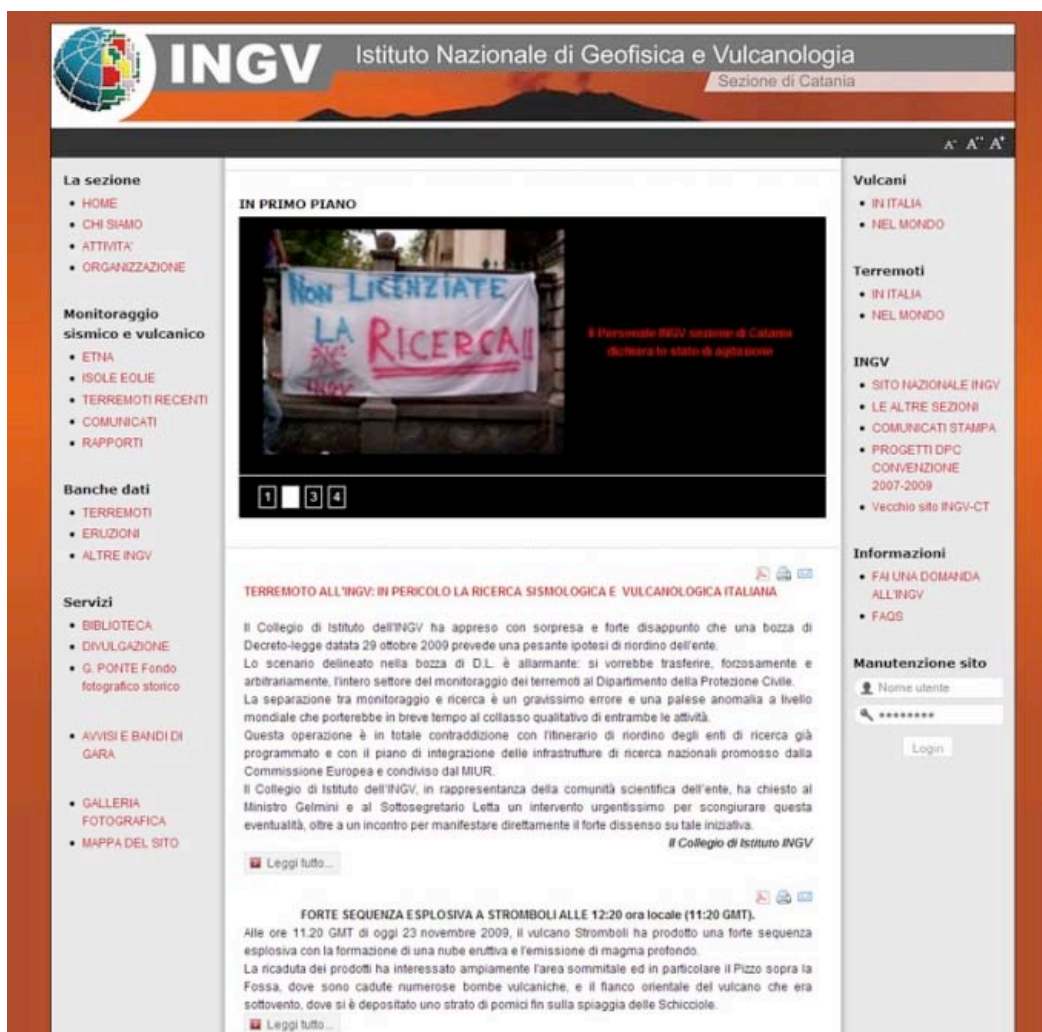 INGV
Istituto Nazionale di Geofisica e Vulcanologia
Sezione di Catania
A- A** A+
La sezione
HOME
CHI SIAMO
ATTIVITA'
ORGANIZZAZIONE
Monitoraggio
sismico e vulcanico
ETNA
ISOLE EOLIE
TERREMOTI RECENTI
COMUNICATI
RAPPORTI
Banche dati
TERREMOTI
ERUZIONI
ALTRE INGV
Servizi
BIBLIOTECA
DIVULGAZIONE
G. PONTE Fondo
fotografico storico
AVVISI E BANDI DI
GARA
GALLERIA
FOTOGRAFICA
MAPPA DEL SITO
IN PRIMO PIANO
NON LICENZIATE
LA RICERCA!!
INGV
Il Personale INGV sezione di Catania
dichiara lo stato di agitazione
1 3 4
TERREMOTO ALL'INGV: IN PERICOLO LA RICERCA SISMOLOGICA E VULCANOLOGICA ITALIANA
Il Collegio di Istituto dell'INGV ha appreso con sorpresa e forte disappunto che una bozza di
Decreto-legge datata 29 ottobre 2009 prevede una pesante ipotesi di riordino dell'ente.
Lo scenario delineato nella bozza di D.L. è allarmante: si vorrebbe trasferire, forzosamente e
arbitrariamente, l'intero settore del monitoraggio dei terremoti al Dipartimento della Protezione Civile.
La separazione tra monitoraggio e ricerca è un gravissimo errore e una palese anomalia a livello
mondiale che porterebbe in breve tempo al collasso qualitativo di entrambe le attività.
Questa operazione è in totale contraddizione con l'itinerario di riordino degli enti di ricerca già
programmato e con il piano di integrazione delle infrastrutture di ricerca nazionali promosso dalla
Commissione Europea e condiviso dal MIUR.
Il Collegio di Istituto dell'INGV, in rappresentanza della comunità scientifica dell'ente, ha chiesto al
Ministro Gelmini e al Sottosegretario Letta un intervento urgentissimo per scongiurare questa
eventualità, oltre a un incontro per manifestare direttamente il forte dissenso su tale iniziativa.
Il Collegio di Istituto INGV
Leggi tutto...
FORTE SEQUENZA ESPLOSIVA A STROMBOLI ALLE 12:20 ora locale (11:20 GMT).
Alle ore 11.20 GMT di oggi 23 novembre 2009, il vulcano Stromboli ha prodotto una forte sequenza
esplosiva con la formazione di una nube eruttiva e l'emissione di magma profondo.
La ricaduta dei prodotti ha interessato ampiamente l'area sommitale ed in particolare il Pizzo sopra la
Fossa, dove sono cadute numerose bombe vulcaniche, e il fianco orientale del vulcano che era
sottovento, dove si è depositato uno strato di pomici fin sulla spiaggia delle Schicciole.
Leggi tutto...
Vulcani
IN ITALIA
NEL MONDO
Terremoti
IN ITALIA
NEL MONDO
INGV
SITO NAZIONALE INGV
LE ALTRE SEZIONI
COMUNICATI STAMPA
PROGETTI DPC
CONVENZIONE
2007-2009
Vecchio sito INGV-CT
Informazioni
FAI UNA DOMANDA
ALL'INGV
FAQS
Manutenzione sito
Nome utente
********
Login